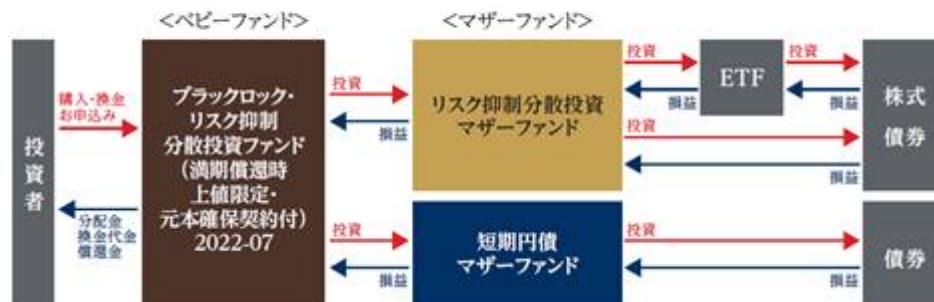 ＜ベビーファンド＞
＜マザーファンド＞
投資者
購入・換金
お申込み
分配金
換金代金
償還金
ブラックロック・
リスク抑制
分散投資ファンド
（満期償還時
上値限定・
元本確保契約付）
2022-07
投資
損益
リスク抑制分散投資
マザーファンド
投資
損益
ETF
投資
損益
株式
債券
投資
損益
投資
損益
短期円債
マザーファンド
投資
損益
債券